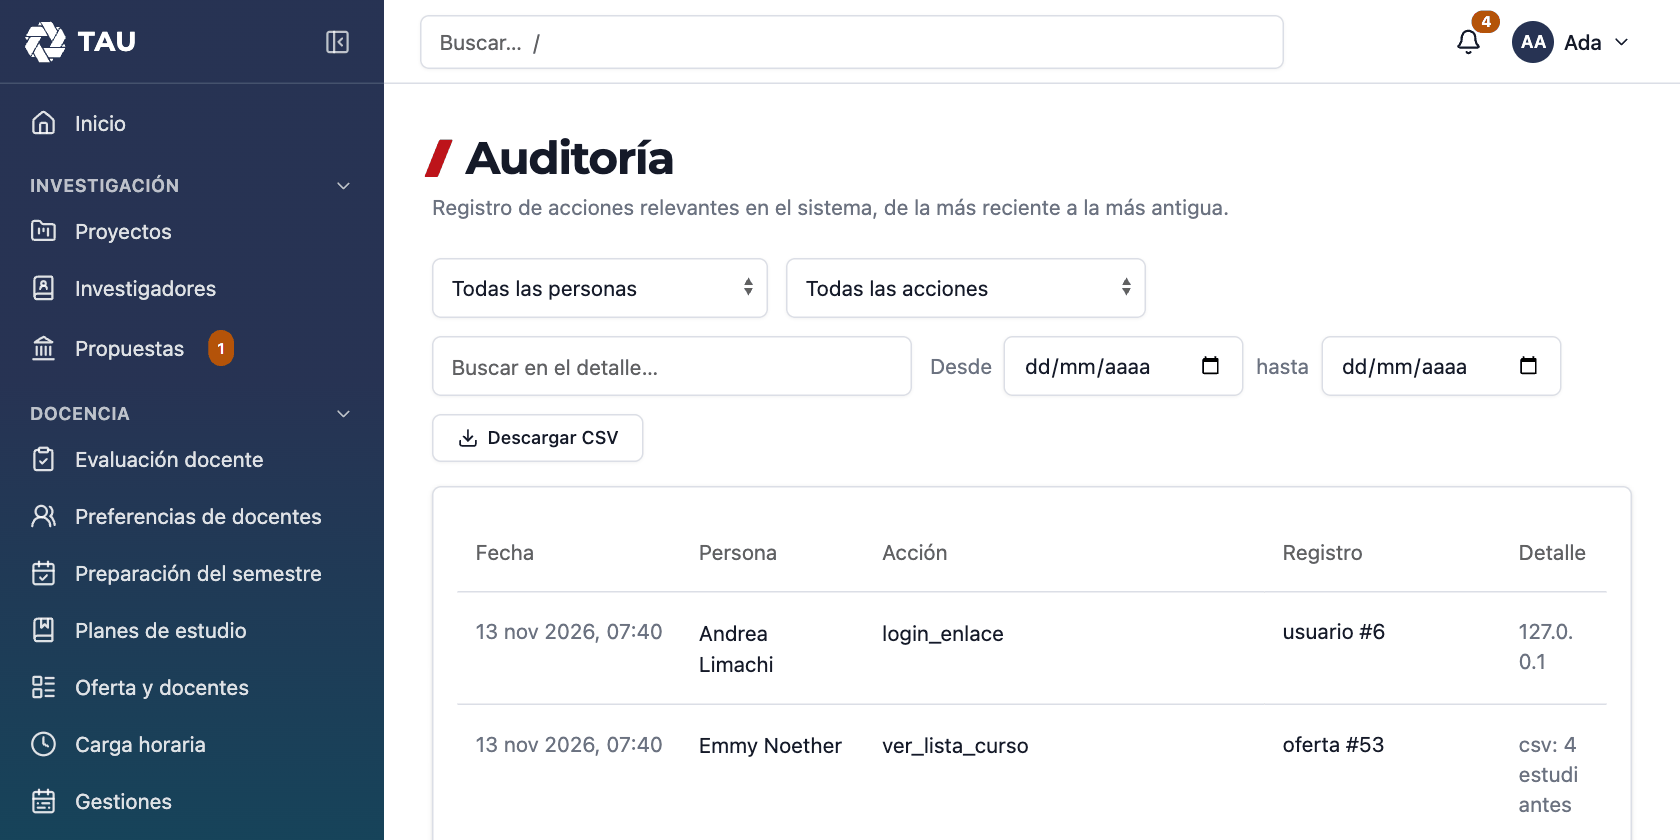 TAU
Buscar... /
4
AA
Ada
Inicio
INVESTIGACIÓN
Proyectos
Investigadores
Propuestas 1
DOCENCIA
Evaluación docente
Preferencias de docentes
Preparación del semestre
Planes de estudio
Oferta y docentes
Carga horaria
Gestiones
Auditoría
Registro de acciones relevantes en el sistema, de la más reciente a la más antigua.
Todas las personas
Todas las acciones
Buscar en el detalle...
Desde dd/mm/aaaa hasta dd/mm/aaaa
Descargar CSV
Fecha Persona Acción Registro Detalle
13 nov 2026, 07:40 Andrea Limachi login_enlace usuario #6 127.0.
0.1
13 nov 2026, 07:40 Emmy Noether ver_lista_curso oferta #53 csv: 4
estudi
antes